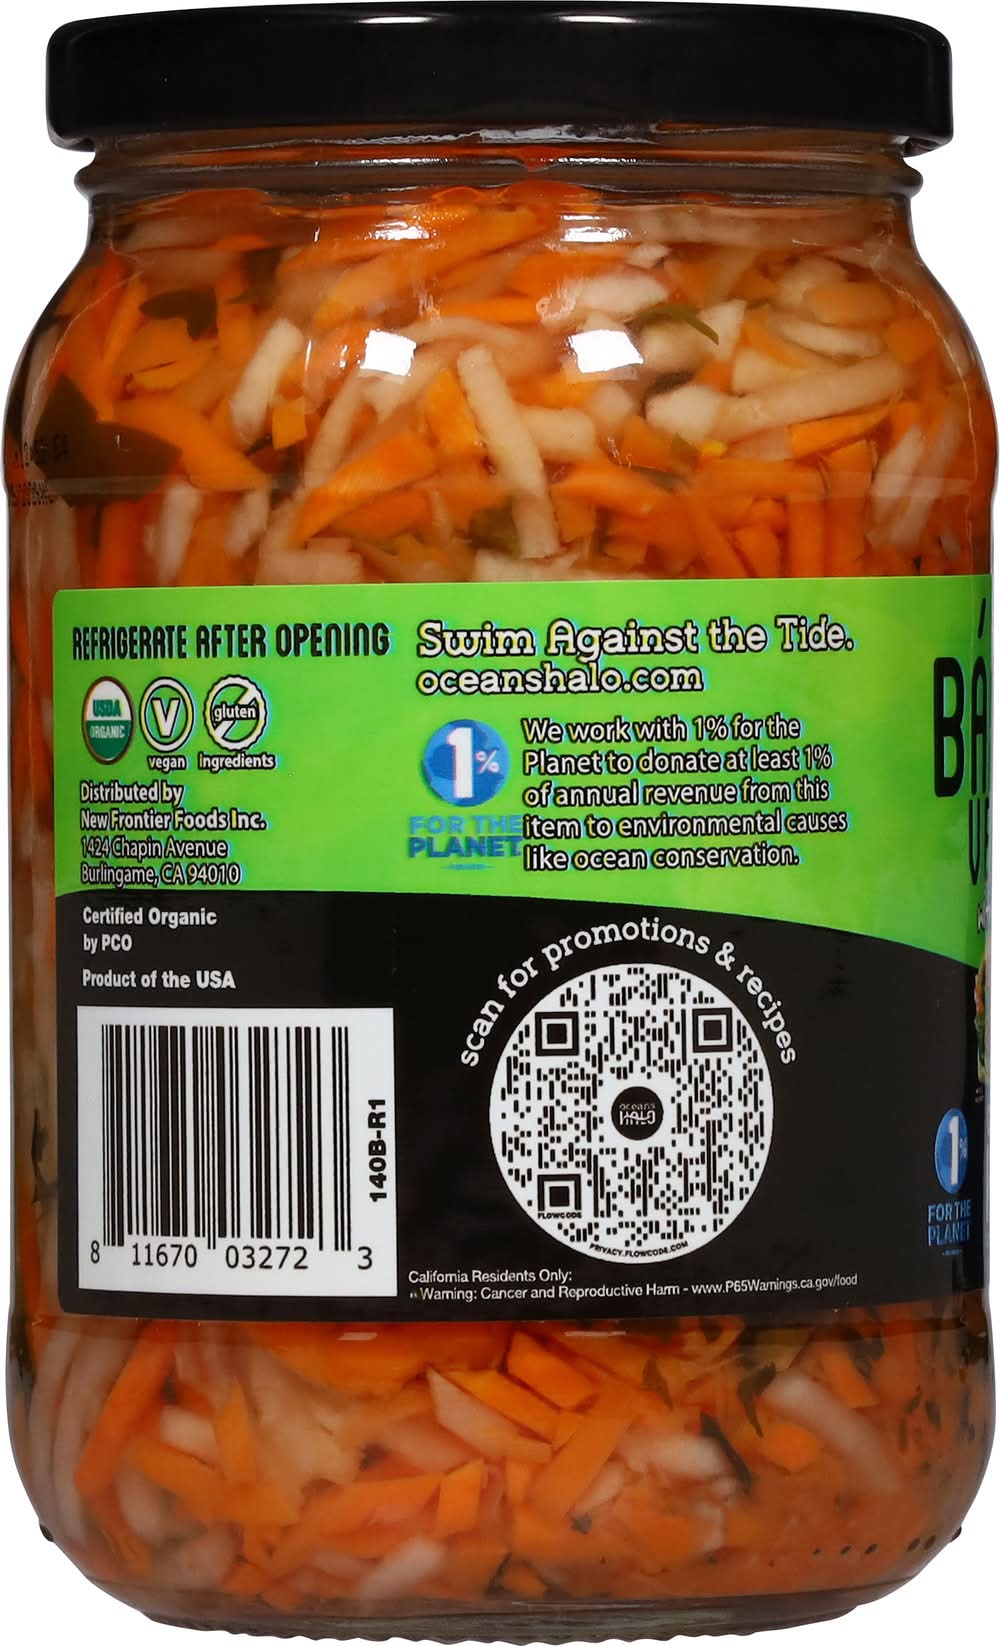 REFRIGERATE AFTER OPENING
USDA
ORGANIC
V
vegan
gluten
Ingredients
Distributed by
New Frontier Foods Inc.
1424 Chapin Avenue
Burlingame, CA 94010
Certified Organic
by PCO
Product of the USA
8 11670 03272 3
140B-R1
Swim Against the Tide.
oceanshalo.com
1%
FOR THE
PLANET
We work with 1% for the
Planet to donate at least 1%
of annual revenue from this
item to environmental causes
like ocean conservation.
scan for promotions & recipes
oceans
HALO
FLOWCODE
PRIVACY.FLOWCODE.COM
California Residents Only:
Warning: Cancer and Reproductive Harm - www.P65Warnings.ca.gov/food
BÁ
1%
FOR THE
PLANET